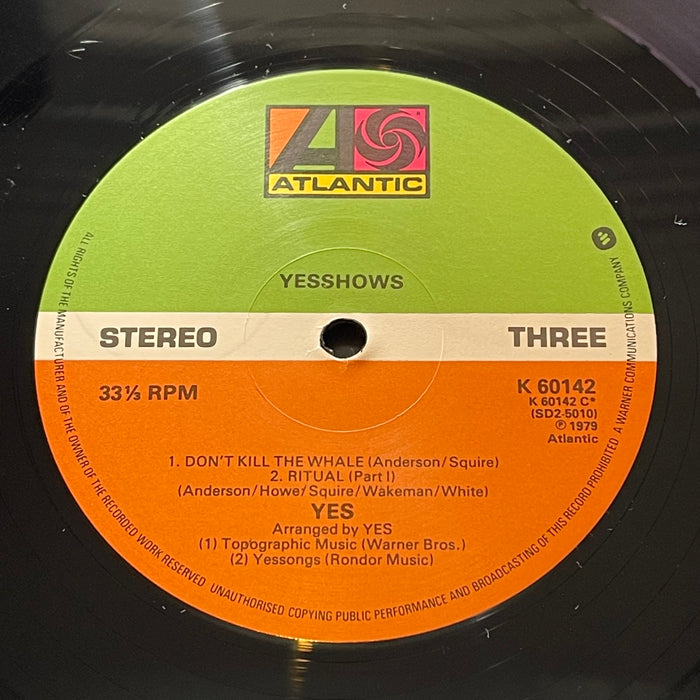 ATLANTIC
YESSHOWS
STEREO
THREE
33⅓ RPM
K 60142
K 60142 C*
(SD2-5010)
℗ 1979
Atlantic
1. DON'T KILL THE WHALE (Anderson/Squire)
2. RITUAL (Part I)
(Anderson/Howe/Squire/Wakeman/White)
YES
Arranged by YES
(1) Topographic Music (Warner Bros.)
(2) Yessongs (Rondor Music)
ALL RIGHTS OF THE MANUFACTURER AND OF THE OWNER OF THE RECORDED WORK RESERVED UNAUTHORISED COPYING PUBLIC PERFORMANCE AND BROADCASTING OF THIS RECORD PROHIBITED A WARNER COMMUNICATIONS COMPANY